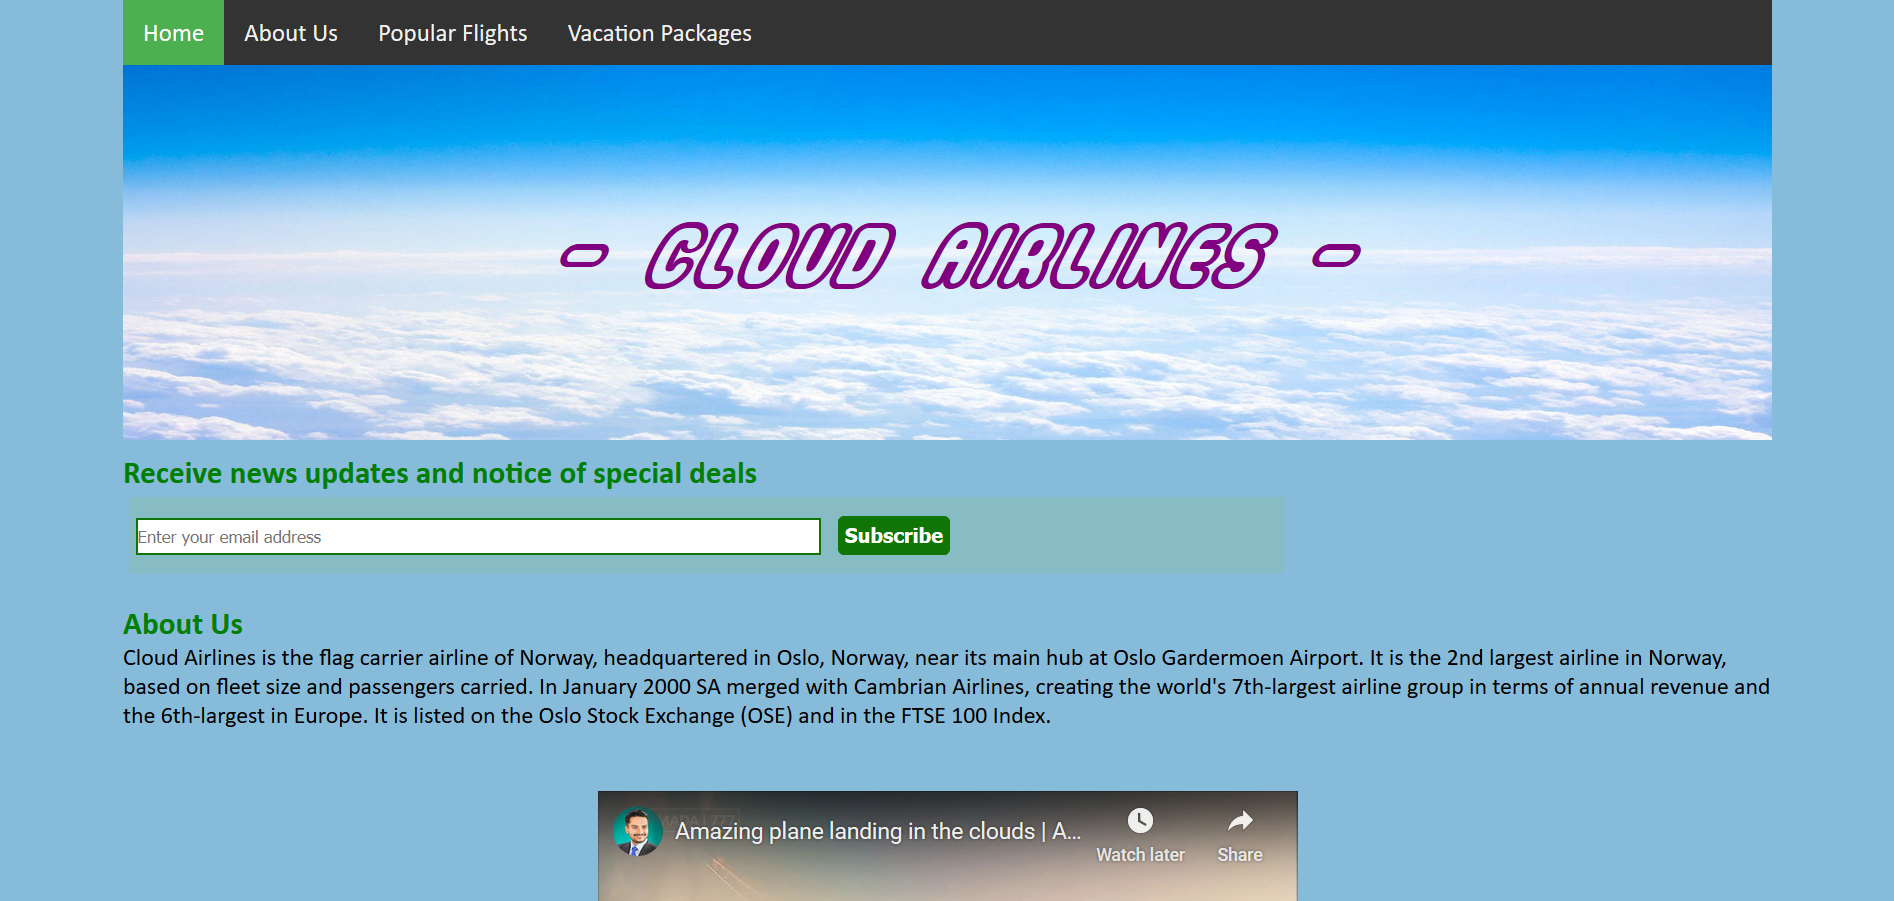 Home About Us Popular Flights Vacation Packages
- CLOUD AIRLINES -
Receive news updates and notice of special deals
Enter your email address Subscribe
About Us
Cloud Airlines is the flag carrier airline of Norway, headquartered in Oslo, Norway, near its main hub at Oslo Gardermoen Airport. It is the 2nd largest airline in Norway,
based on fleet size and passengers carried. In January 2000 SA merged with Cambrian Airlines, creating the world's 7th-largest airline group in terms of annual revenue and
the 6th-largest in Europe. It is listed on the Oslo Stock Exchange (OSE) and in the FTSE 100 Index.
Amazing plane landing in the clouds | A...
Watch later Share